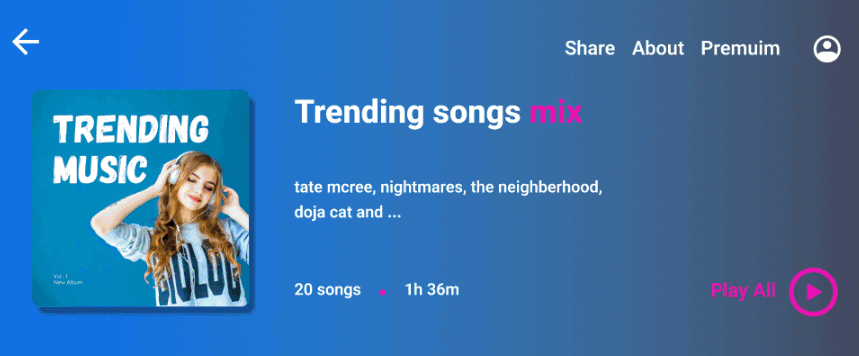 Share About Premuim
TRENDING
MUSIC
Vol. 1
New Album
Trending songs mix
tate mcree, nightmares, the neighberhood,
doja cat and ...
20 songs • 1h 36m
Play All